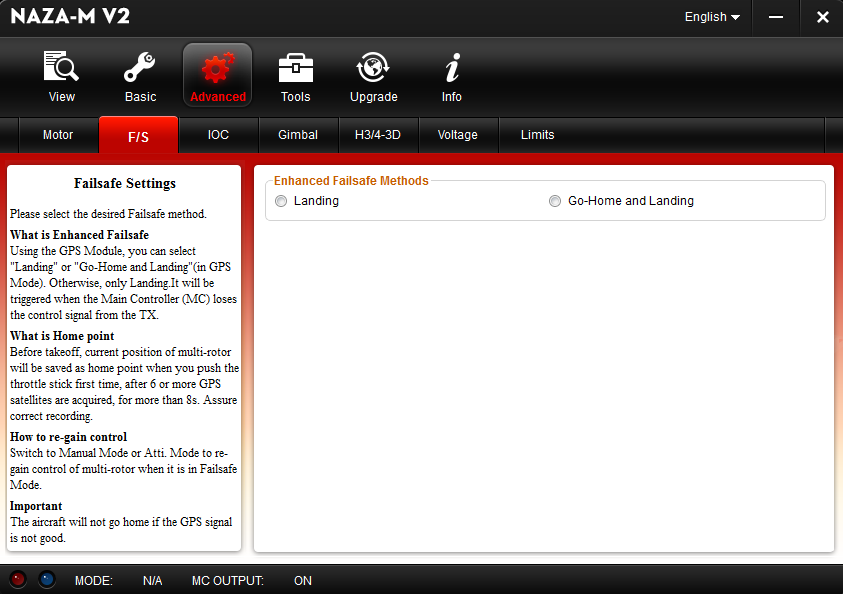 NAZA-M V2
English
View
Basic
Advanced
Tools
Upgrade
Info
Motor
F/S
IOC
Gimbal
H3/4-3D
Voltage
Limits
Failsafe Settings
Please select the desired Failsafe method.
What is Enhanced Failsafe
Using the GPS Module, you can select
"Landing" or "Go-Home and Landing"(in GPS
Mode). Otherwise, only Landing.It will be
triggered when the Main Controller (MC) loses
the control signal from the TX.
What is Home point
Before takeoff, current position of multi-rotor
will be saved as home point when you push the
throttle stick first time, after 6 or more GPS
satellites are acquired, for more than 8s. Assure
correct recording.
How to re-gain control
Switch to Manual Mode or Atti. Mode to re-
gain control of multi-rotor when it is in Failsafe
Mode.
Important
The aircraft will not go home if the GPS signal
is not good.
Enhanced Failsafe Methods
Landing
Go-Home and Landing
MODE: N/A MC OUTPUT: ON